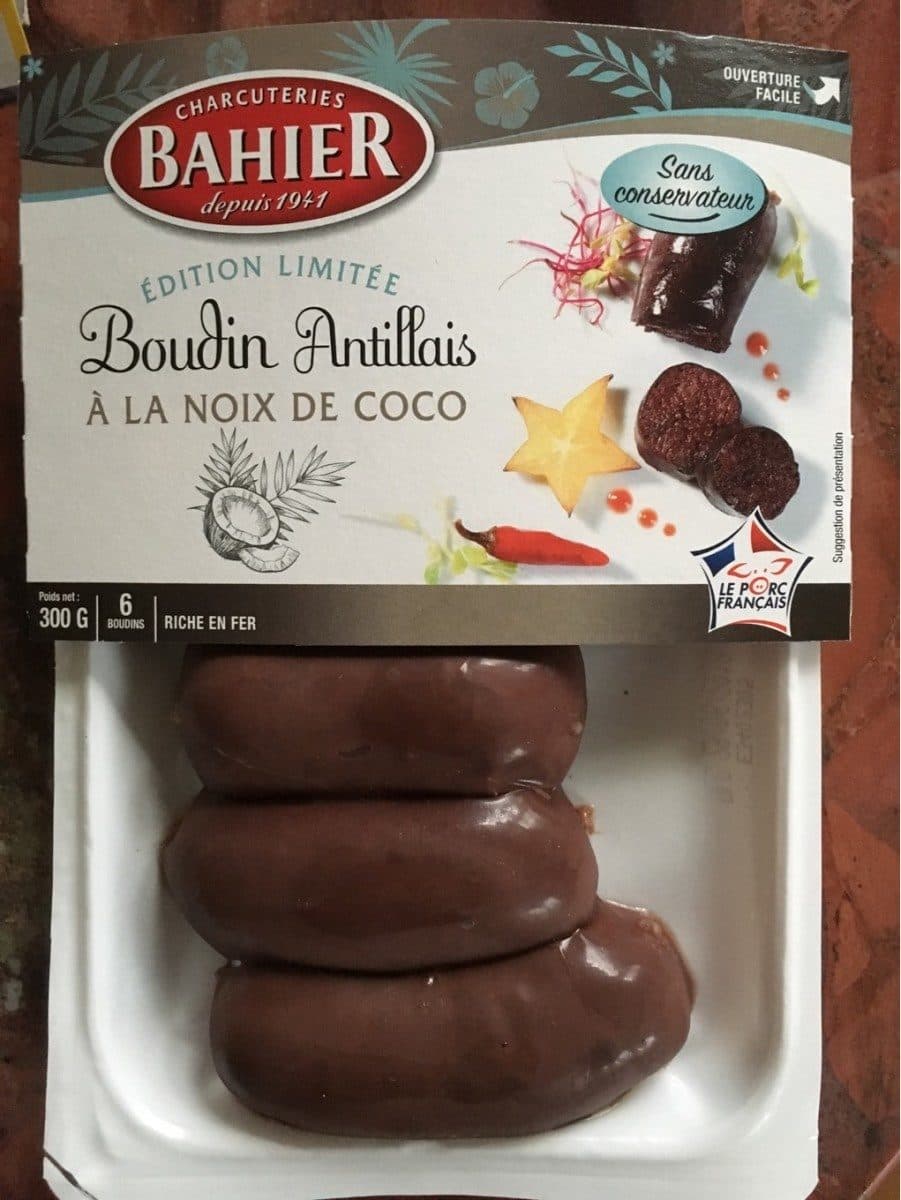 CHARCUTERIES
BAHIER
depuis 1941
OUVERTURE
FACILE
Sans
conservateur
ÉDITION LIMITÉE
Boudin Antillais
À LA NOIX DE COCO
Suggestion de présentation
LE PORC
FRANÇAIS
Poids net :
300 G
6
BOUDINS
RICHE EN FER